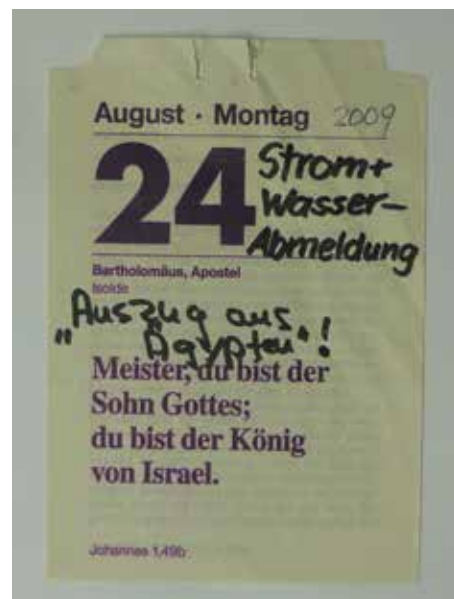 August · Montag 2009
24
Strom+
Wasser-
Abmeldung
Bartholomäus, Apostel
Isolde
„Auszug aus
Ägypten"!
Meister, du bist der
Sohn Gottes;
du bist der König
von Israel.
Johannes 1,49b